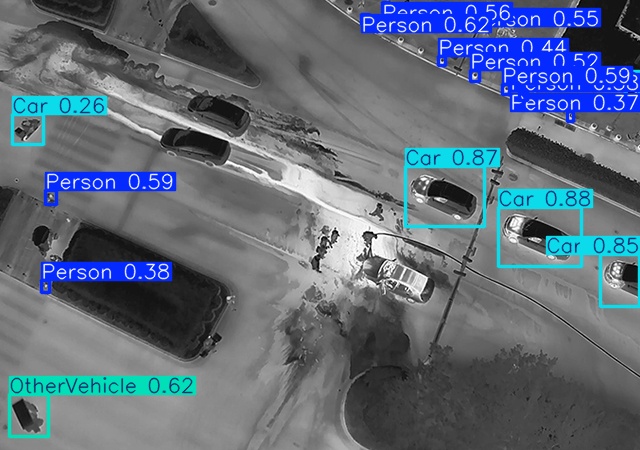 Person 0.56
Person 0.55
Person 0.62
Person 0.44
Person 0.52
Person 0.59
Person 0.37
Car 0.26
Car 0.87
Person 0.59
Car 0.88
Car 0.85
Person 0.38
OtherVehicle 0.62